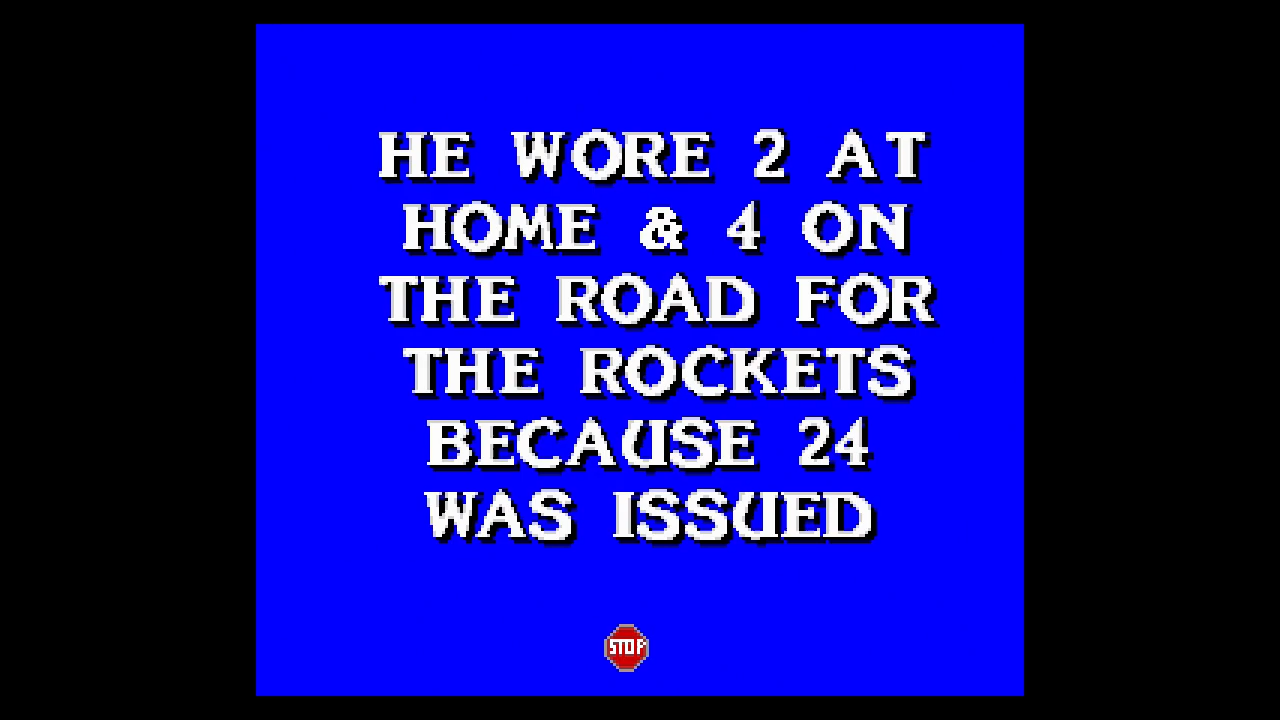 HE WORE 2 AT
HOME & 4 ON
THE ROAD FOR
THE ROCKETS
BECAUSE 24
WAS ISSUED
STOP